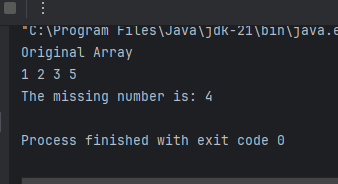 "C:\Program Files\Java\jdk-21\bin\java.e
Original Array
1 2 3 5
The missing number is: 4
Process finished with exit code 0